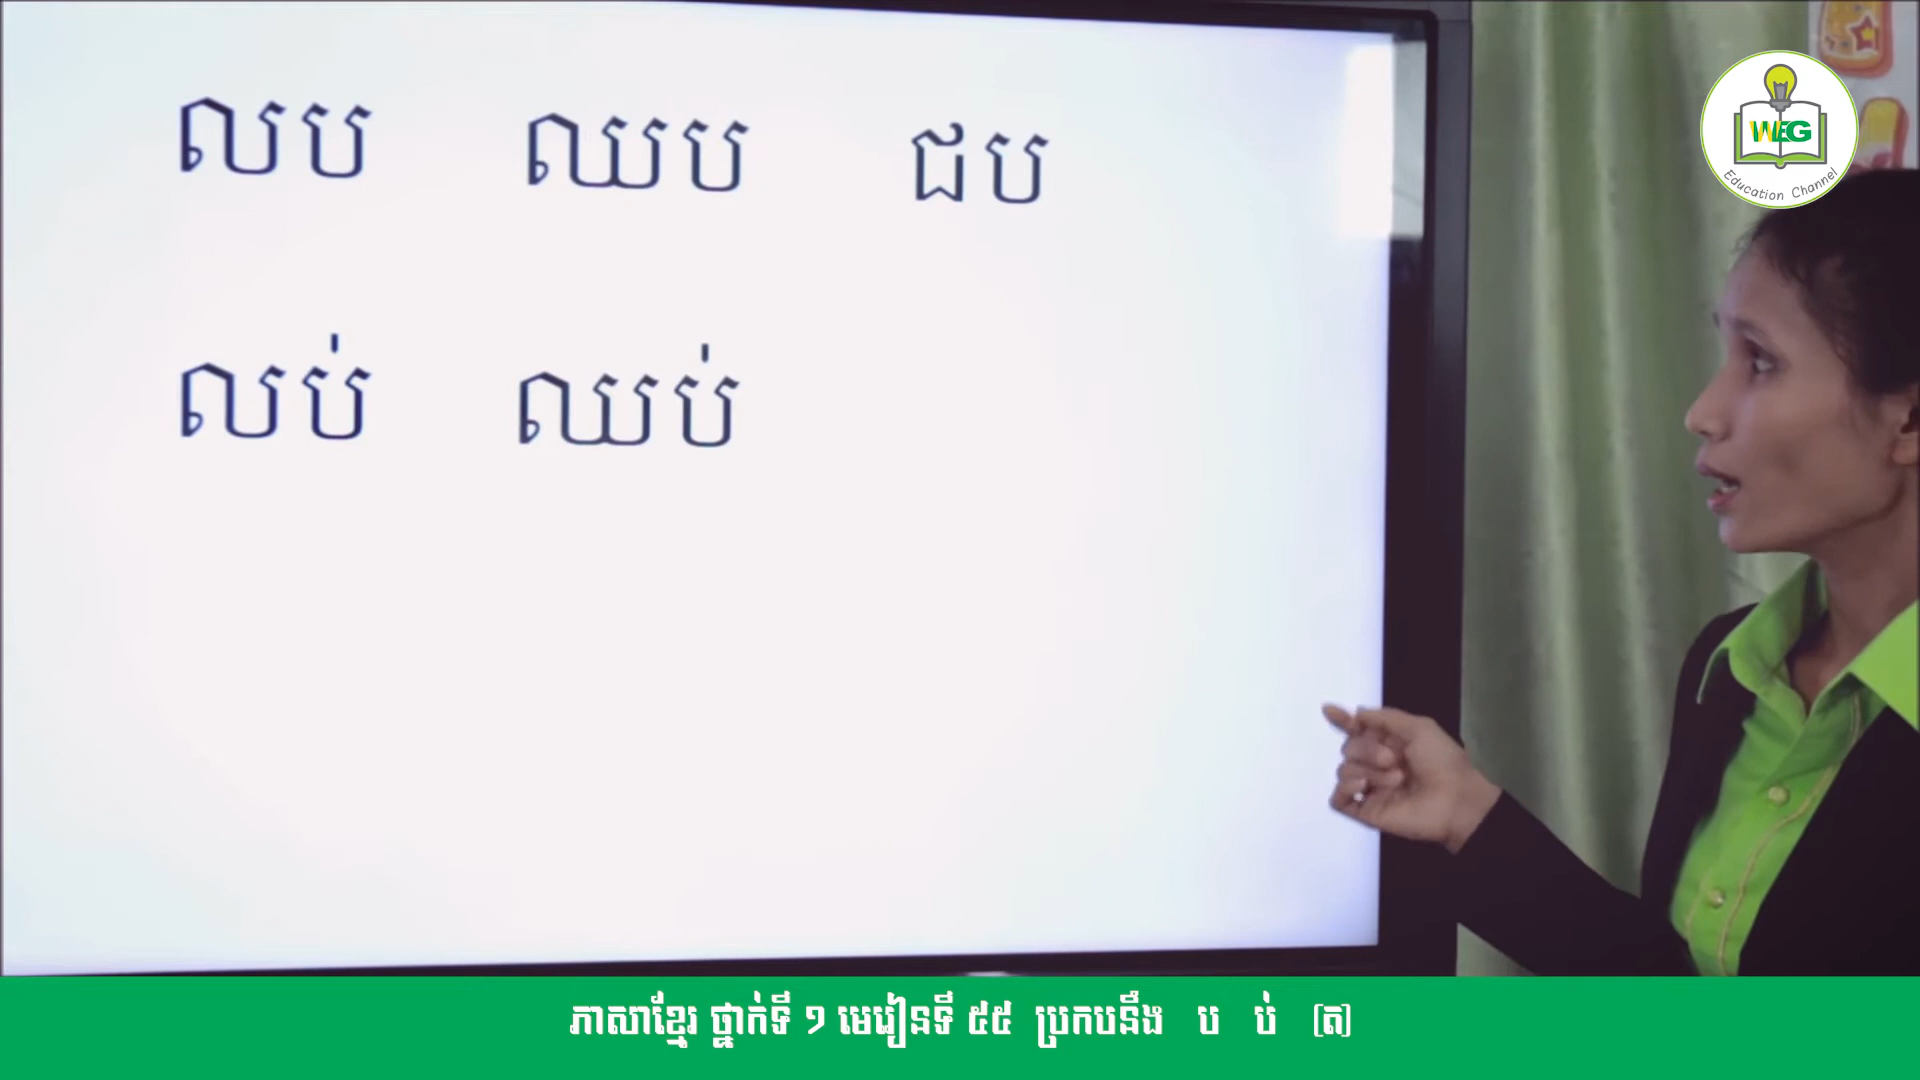 លប ឈប ជប
លប់ ឈប់
WEG
Education Channel
ភាសាខ្មែរ ថ្នាក់ទី ១ មេរៀនទី ៥៥ ប្រកបនឹង ប ប់ (ត)